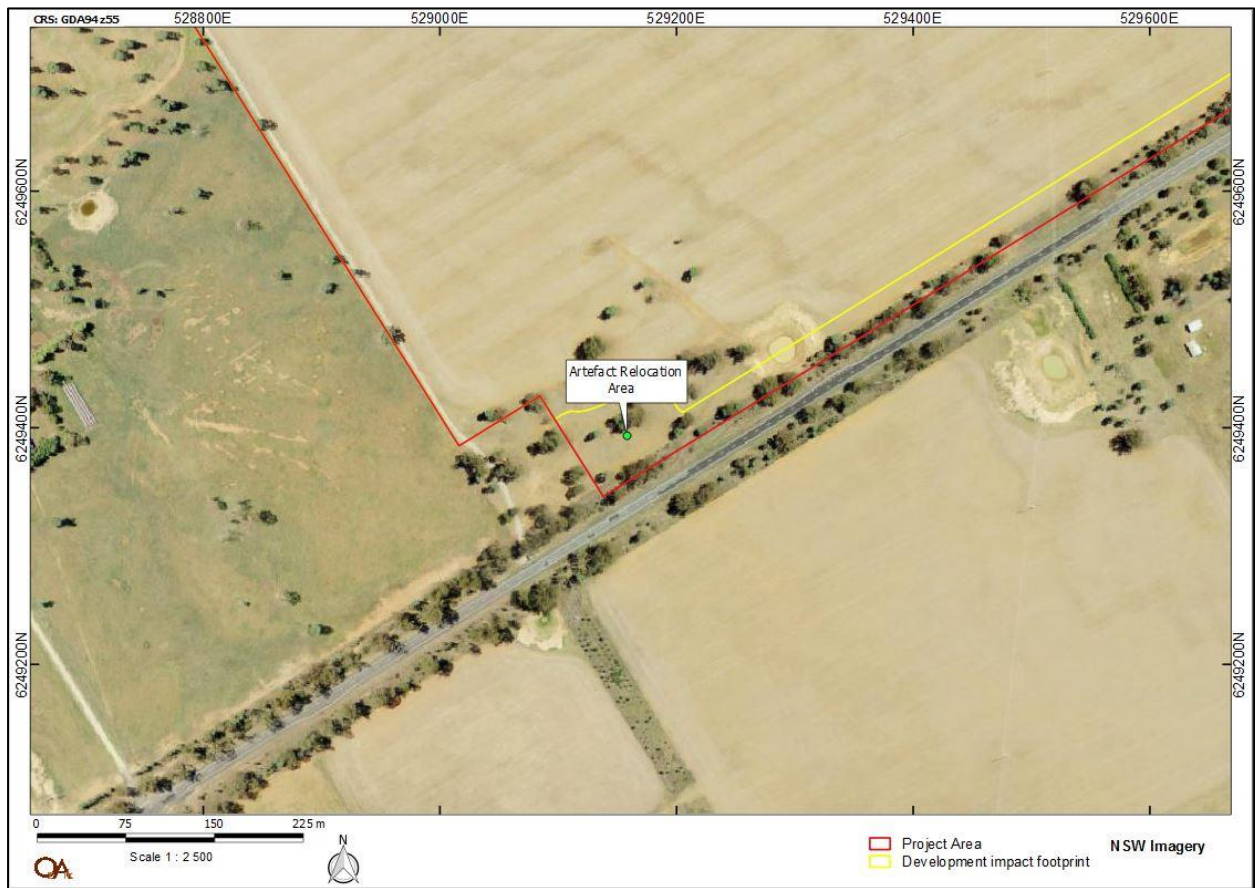 CRS: GDA94 z55
528800E
529000E
529200E
529400E
529600E
6249600N
6249600N
Artefact Relocation
Area
6249400N
6249400N
6249200N
6249200N
0 75 150 225 m
Scale 1 : 2 500
N
Project Area
Development impact footprint
NSW Imagery